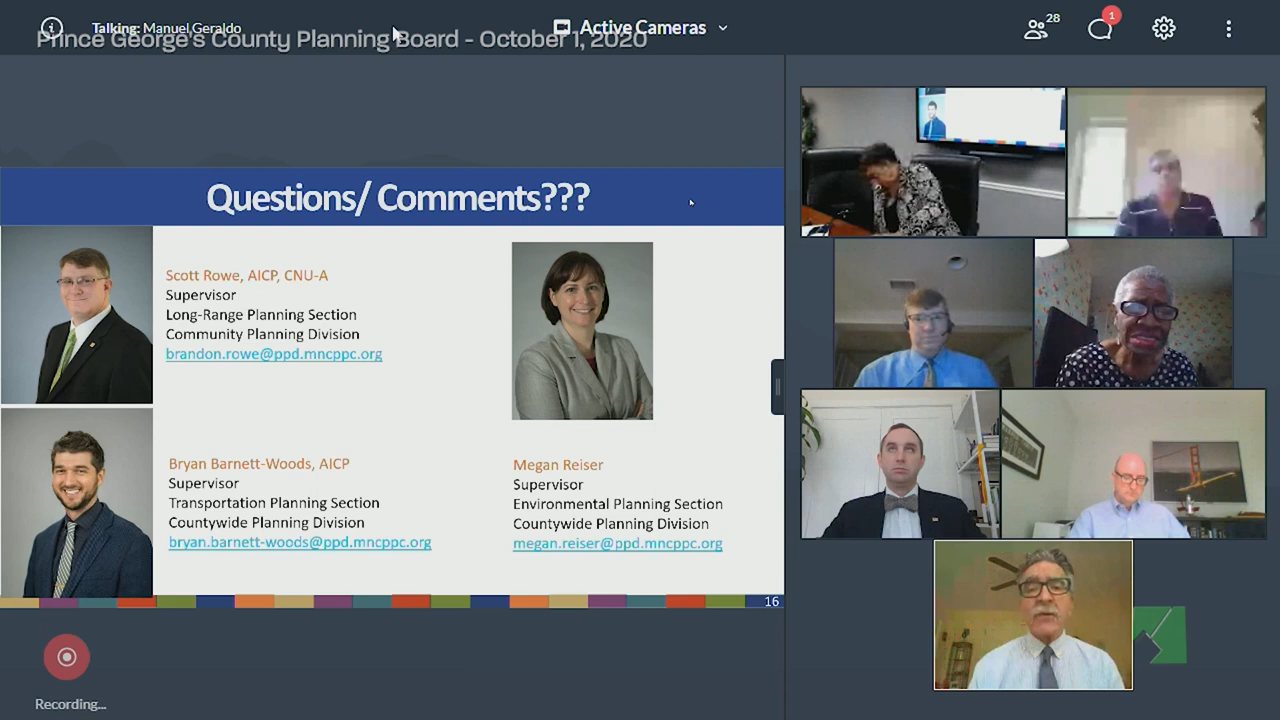 Talking: Manuel Geraldo
Prince George's County Planning Board - October 1, 2020
Active Cameras
28
1
Questions/ Comments???
Scott Rowe, AICP, CNU-A
Supervisor
Long-Range Planning Section
Community Planning Division
brandon.rowe@ppd.mncppc.org
Bryan Barnett-Woods, AICP
Supervisor
Transportation Planning Section
Countywide Planning Division
bryan.barnett-woods@ppd.mncppc.org
Megan Reiser
Supervisor
Environmental Planning Section
Countywide Planning Division
megan.reiser@ppd.mncppc.org
16
Recording...